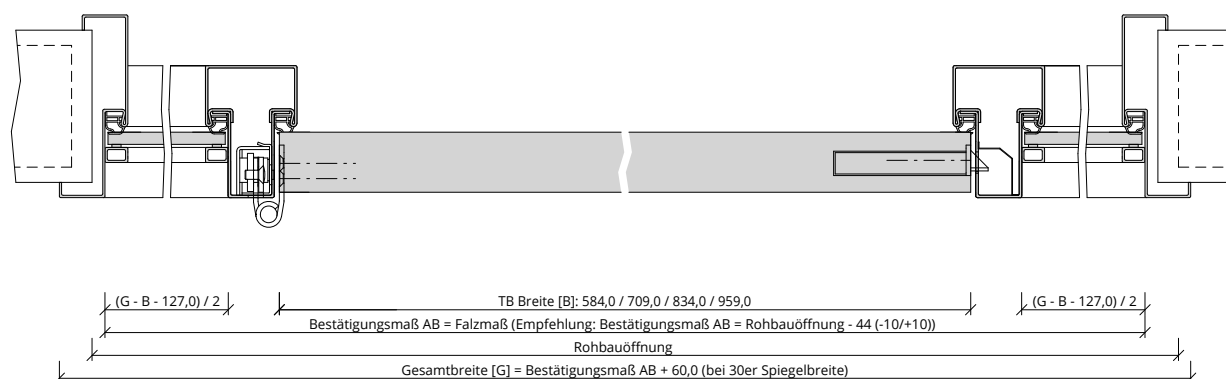 (G - B - 127,0) / 2
TB Breite [B]: 584,0 / 709,0 / 834,0 / 959,0
(G - B - 127,0) / 2
Bestätigungsmaß AB = Falzmaß (Empfehlung: Bestätigungsmaß AB = Rohbauöffnung - 44 (-10/+10))
Rohbauöffnung
Gesamtbreite [G] = Bestätigungsmaß AB + 60,0 (bei 30er Spiegelbreite)